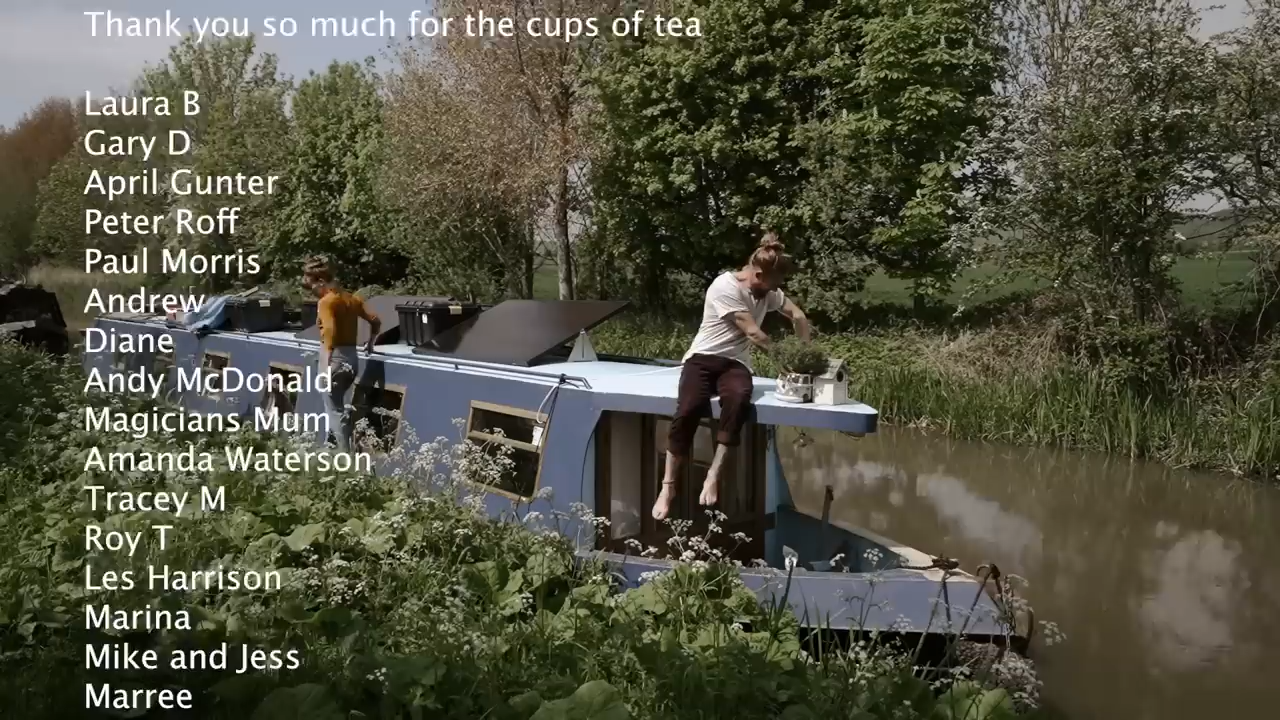 Thank you so much for the cups of tea
Laura B
Gary D
April Gunter
Peter Roff
Paul Morris
Andrew
Diane
Andy McDonald
Magicians Mum
Amanda Waterson
Tracey M
Roy T
Les Harrison
Marina
Mike and Jess
Marree